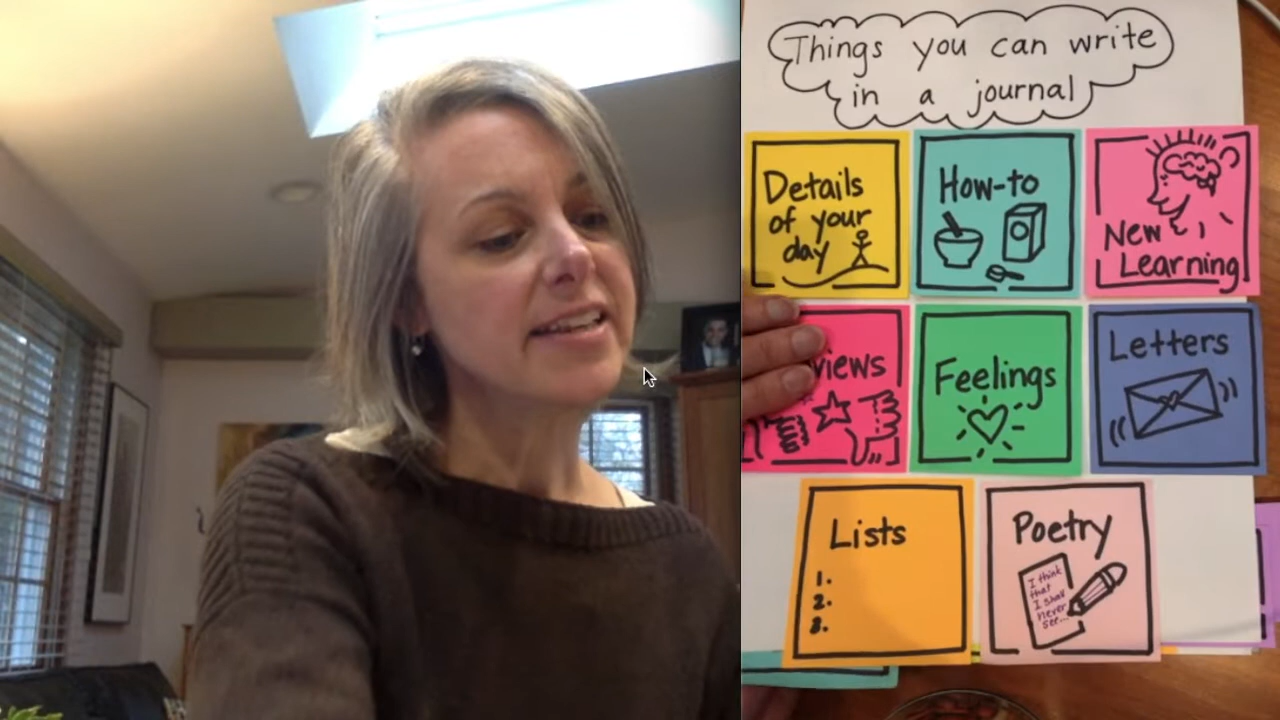 Things you can write
in a journal
Details
of your
day
How-to
New
Learning
views
Feelings
Letters
Lists
1.
2.
3.
Poetry
I think
that
I shall
never
see...